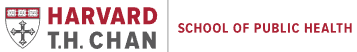 HARVARD
T.H. CHAN
SCHOOL OF PUBLIC HEALTH